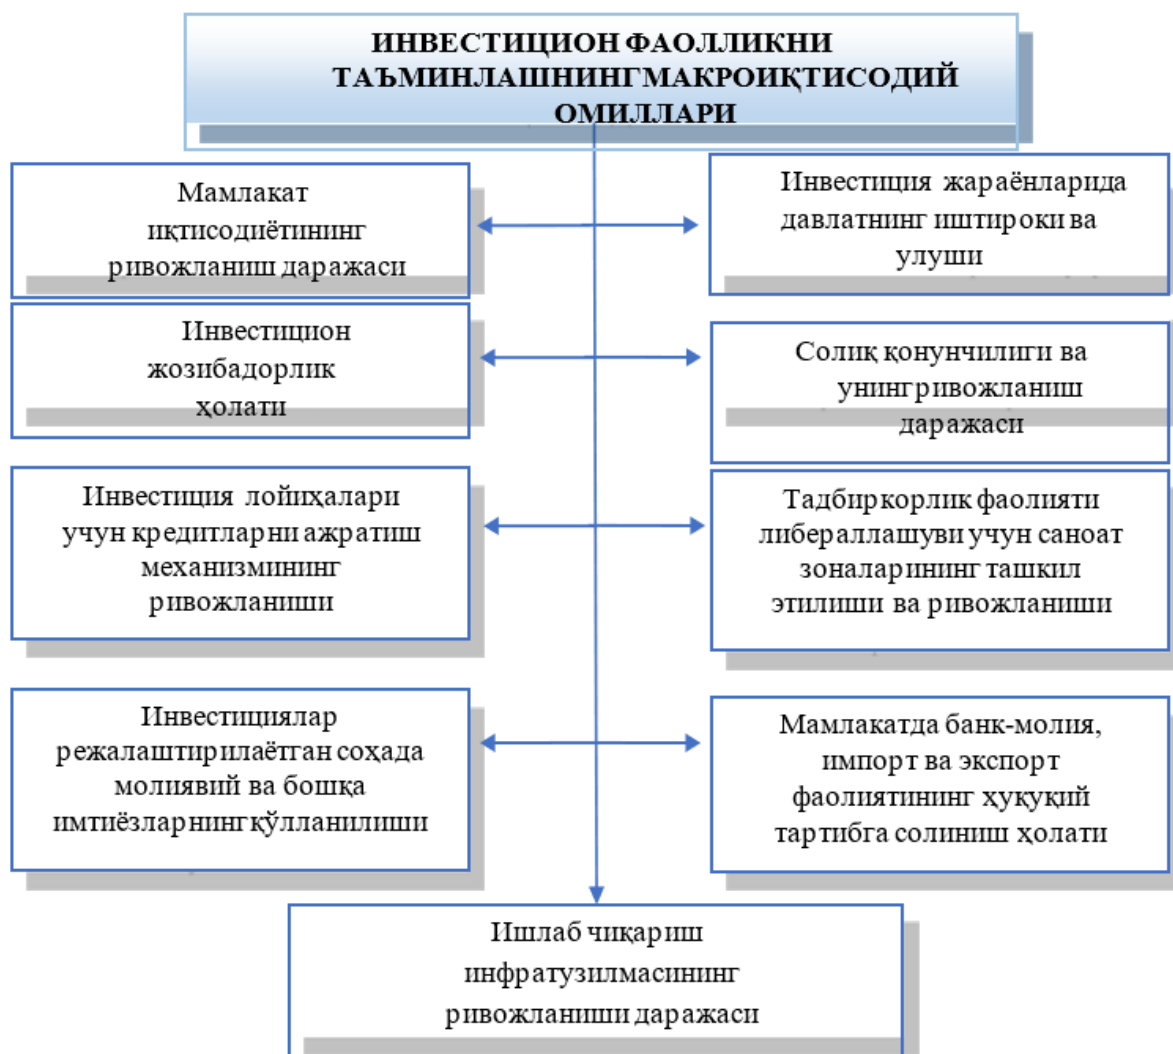 ИНВЕСТИЦИОН ФАОЛЛИКНИ
ТАЪМИНЛАШНИНГМАКРОИҚТИСОДИЙ
ОМИЛЛАРИ
Мамлакат
иқтисодиётининг
ривожланиш даражаси
Инвестиция жараёнларида
давлатнинг иштироки ва
улуши
Инвестицион
жозибадорлик
ҳолати
Солиқ қонунчилиги ва
унингривожланиш
даражаси
Инвестиция лойиҳалари
учун кредитларни ажратиш
механизмининг
ривожланиши
Тадбиркорлик фаолияти
либераллашуви учун саноат
зоналарининг ташкил
этилиши ва ривожланиши
Инвестициялар
режалаштирилаётган соҳада
молиявий ва бошқа
имтиёзларнингқўлланилиши
Мамлакатда банк-молия,
импорт ва экспорт
фаолиятининг ҳуқуқий
тартибга солиниш ҳолати
Ишлаб чиқариш
инфратузилмасининг
ривожланиши даражаси